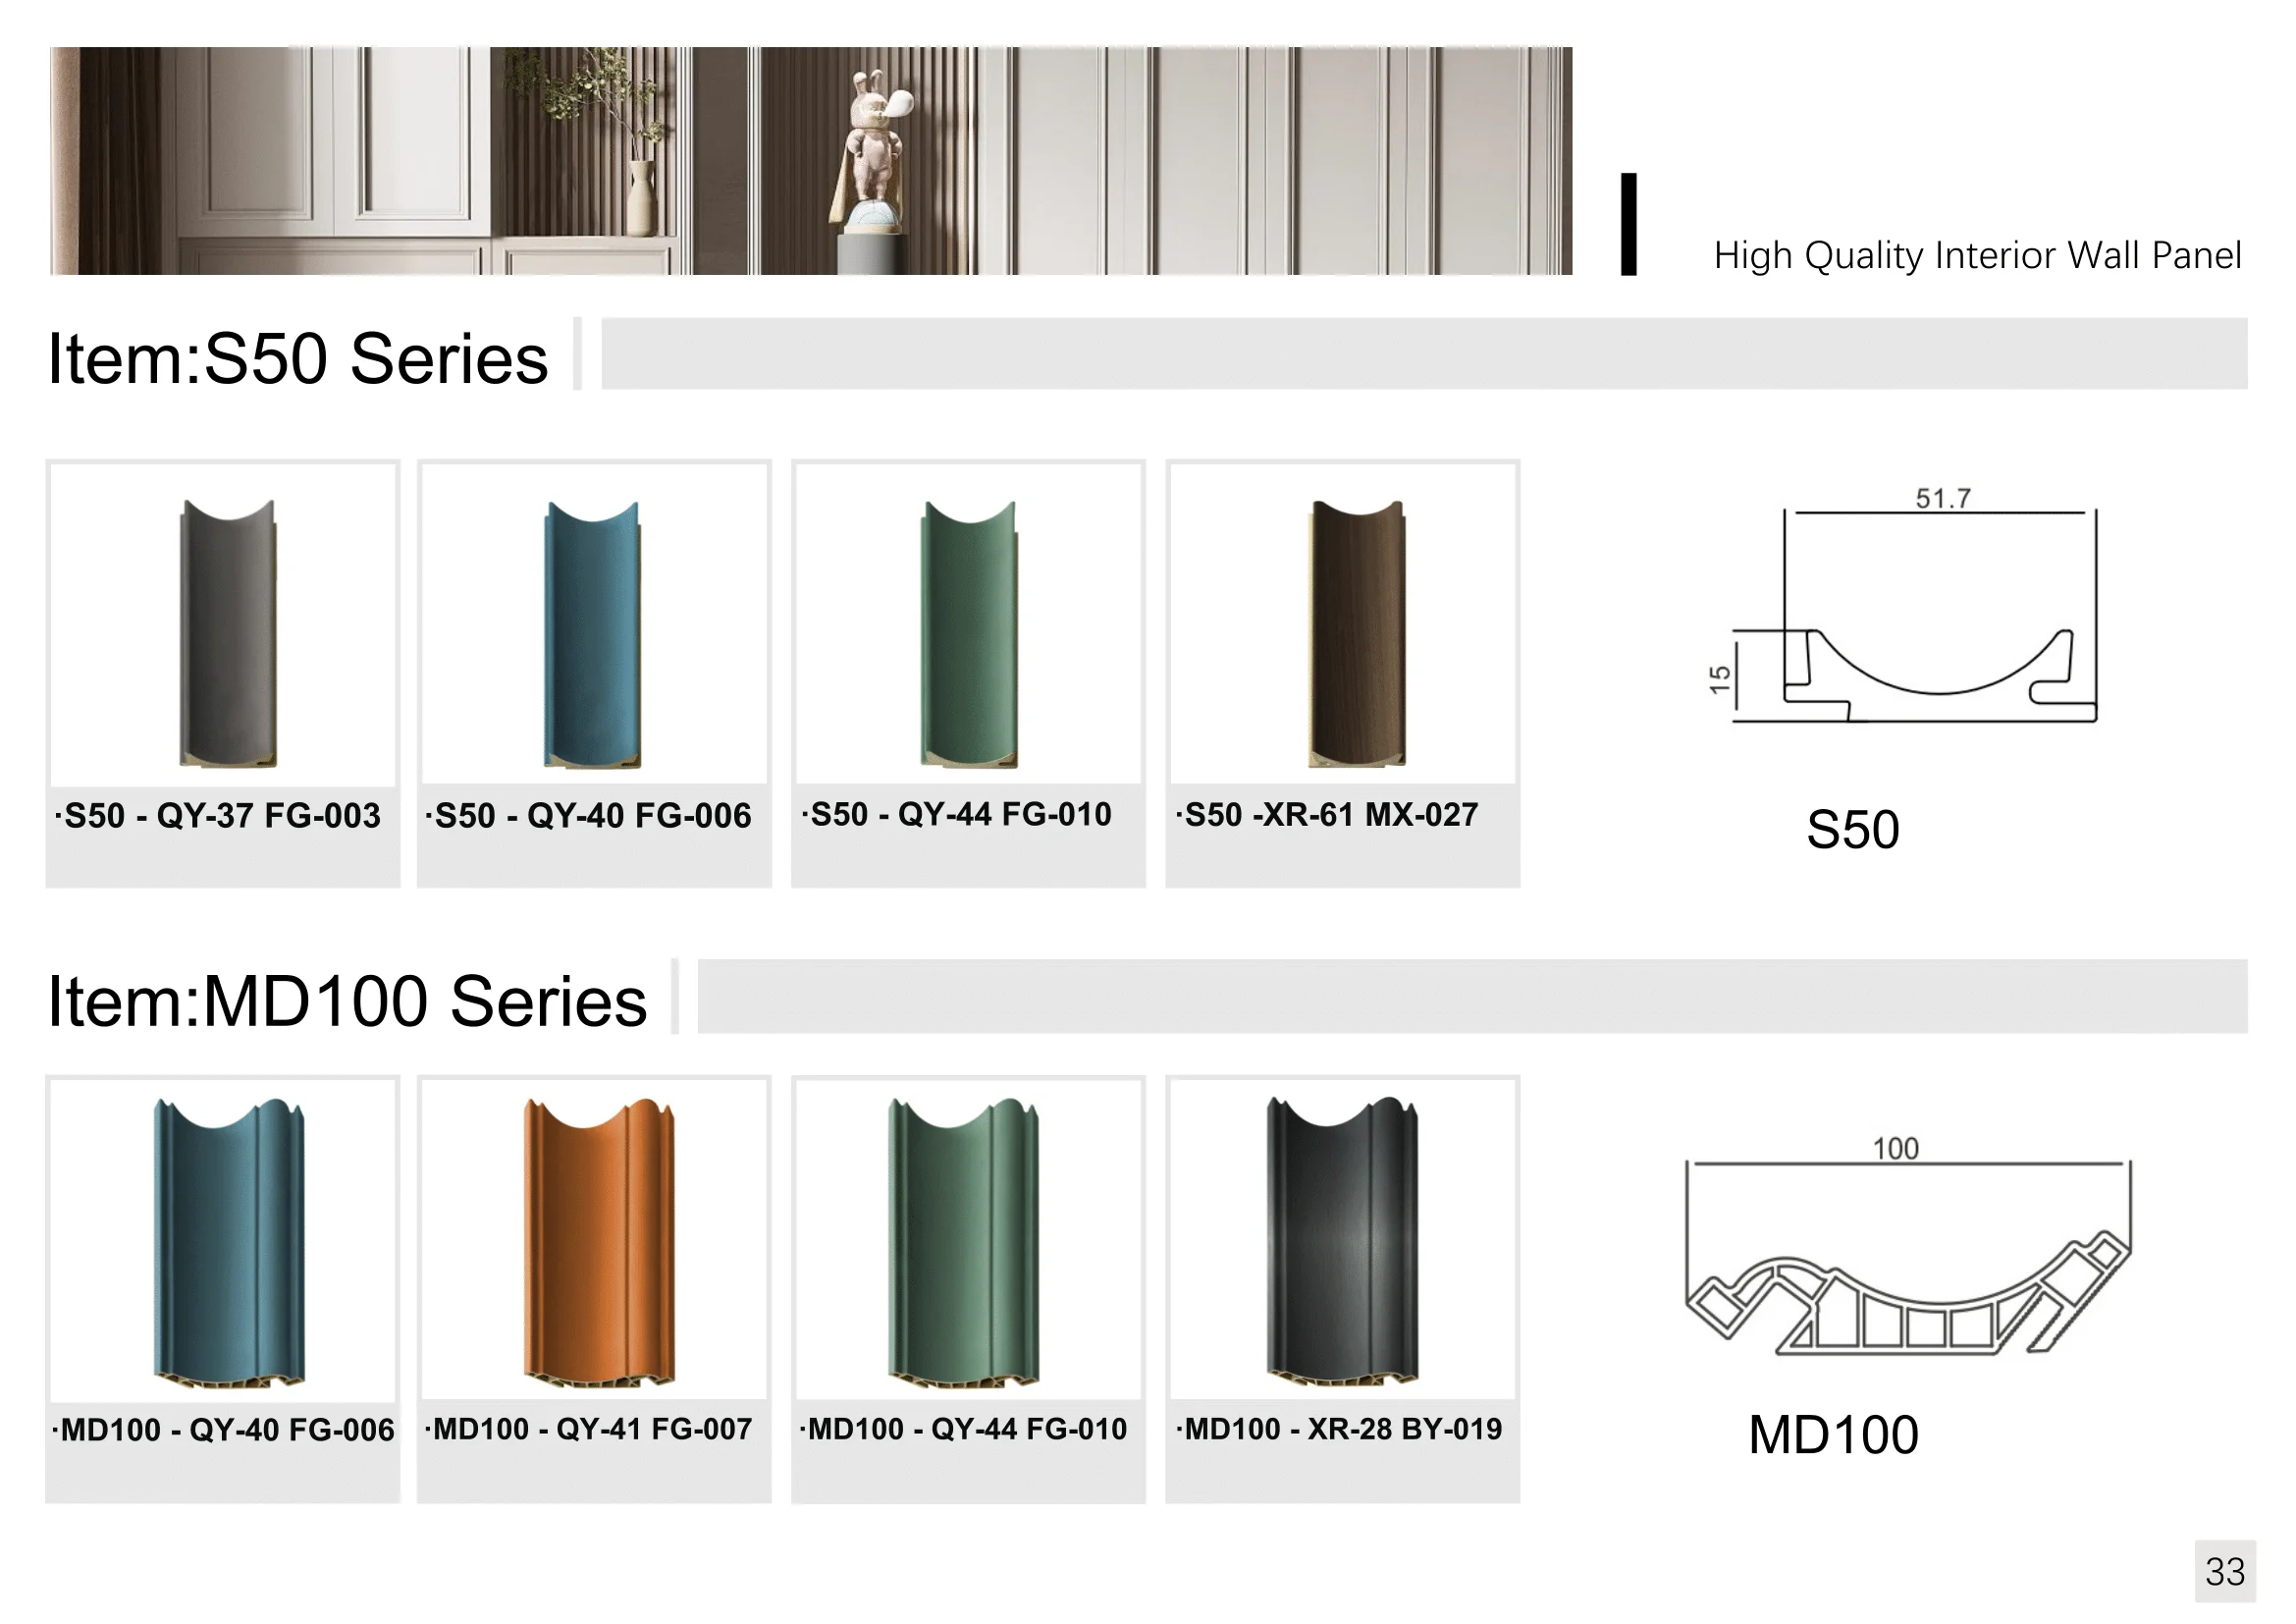 High Quality Interior Wall Panel
Item:S50 Series
51.7
15
·S50 - QY-37 FG-003
·S50 - QY-40 FG-006
·S50 - QY-44 FG-010
·S50 -XR-61 MX-027
S50
Item:MD100 Series
100
·MD100 - QY-40 FG-006
·MD100 - QY-41 FG-007
·MD100 - QY-44 FG-010
·MD100 - XR-28 BY-019
MD100
33